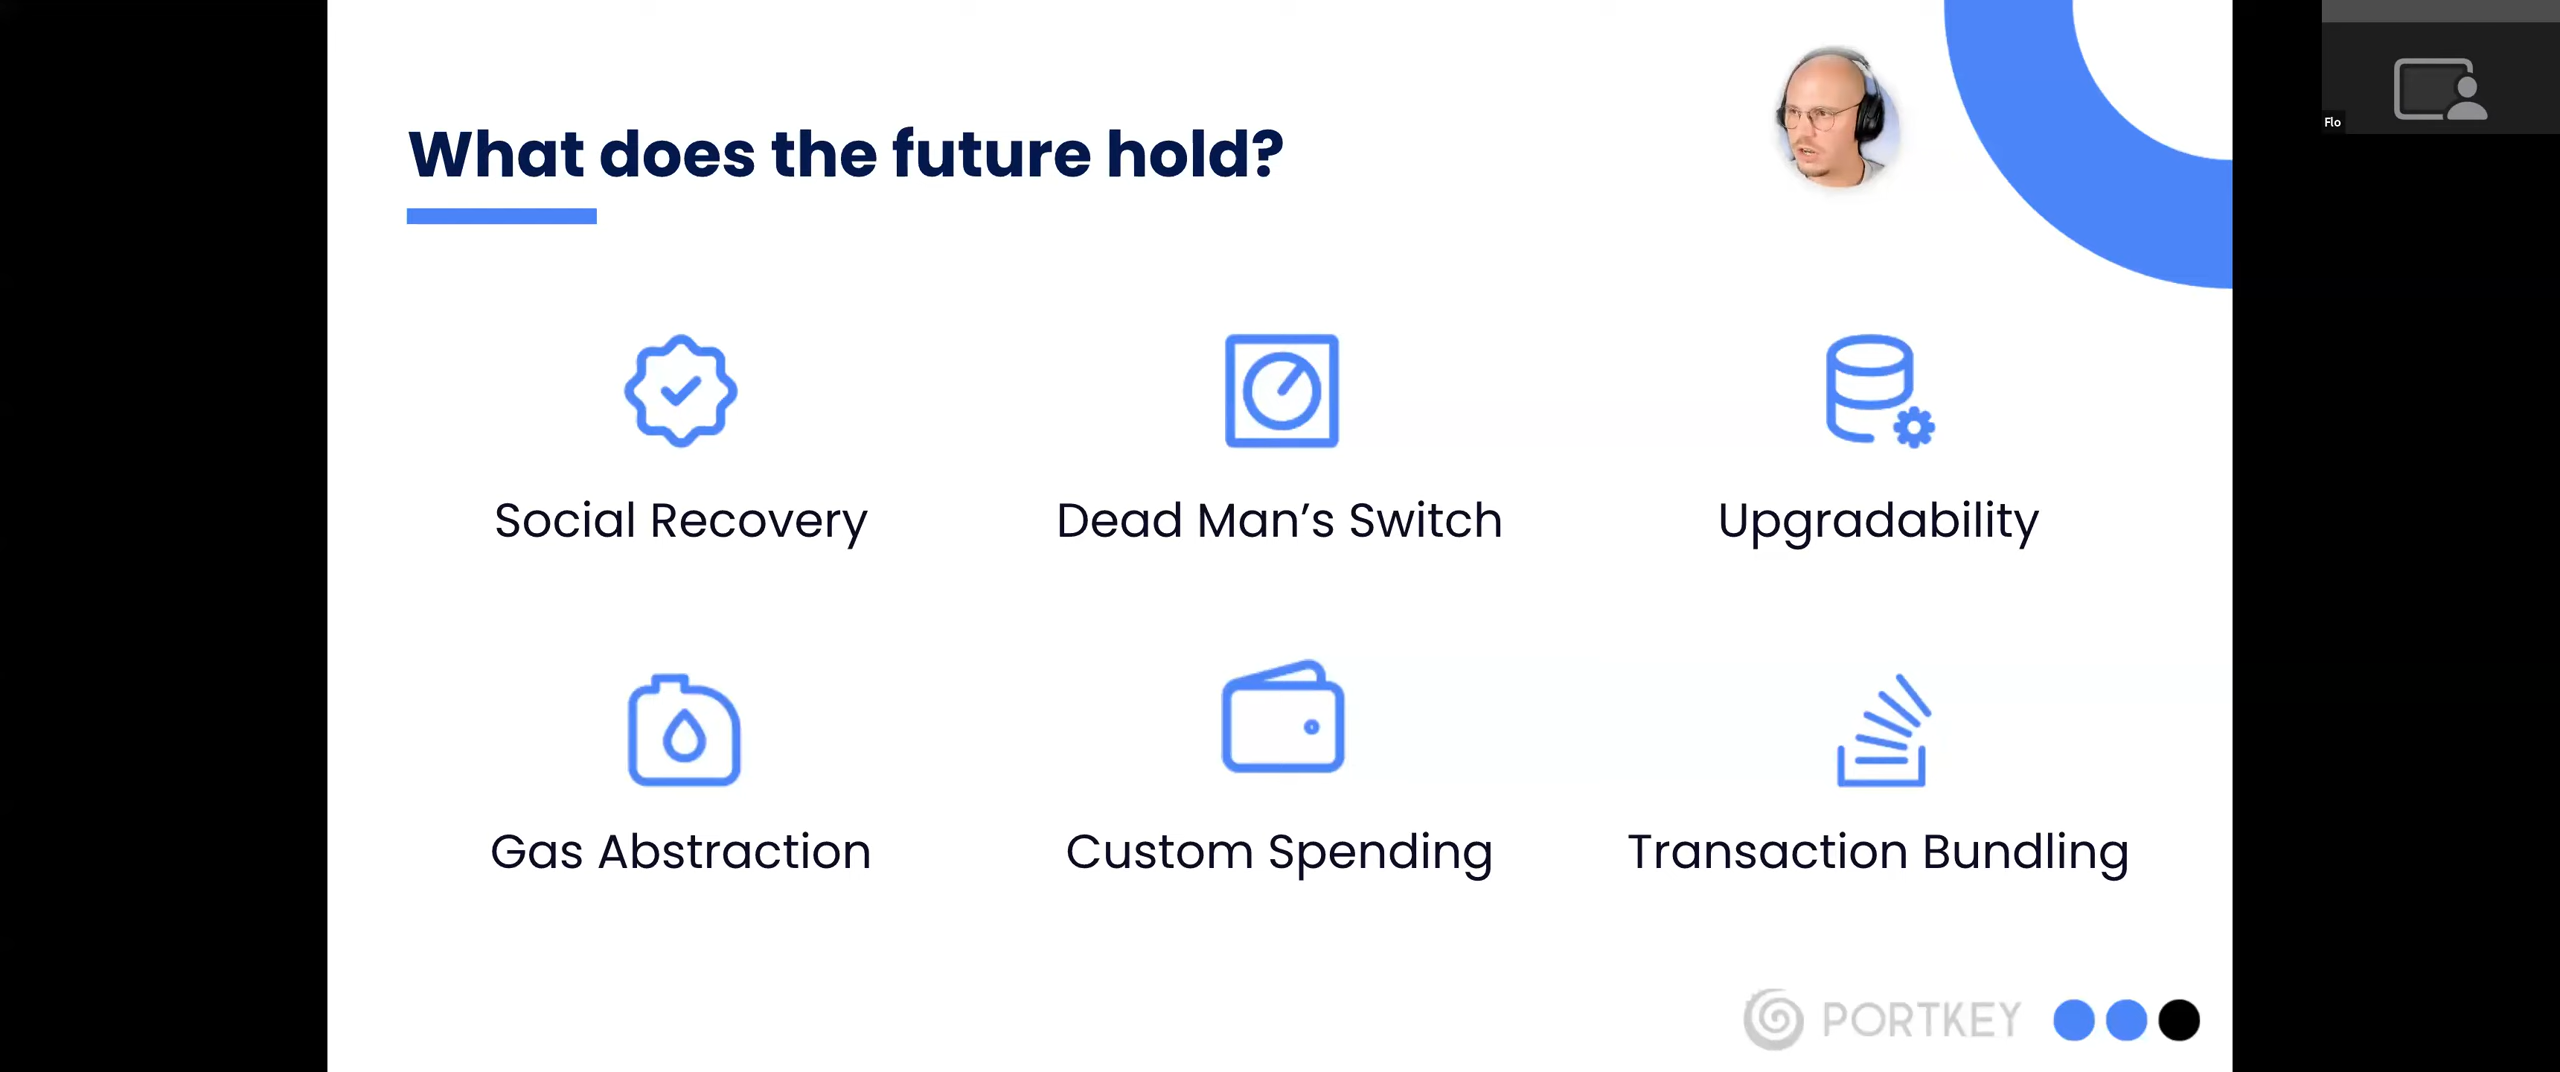 What does the future hold?
Flo
Social Recovery
Dead Man’s Switch
Upgradability
Gas Abstraction
Custom Spending
Transaction Bundling
PORTKEY